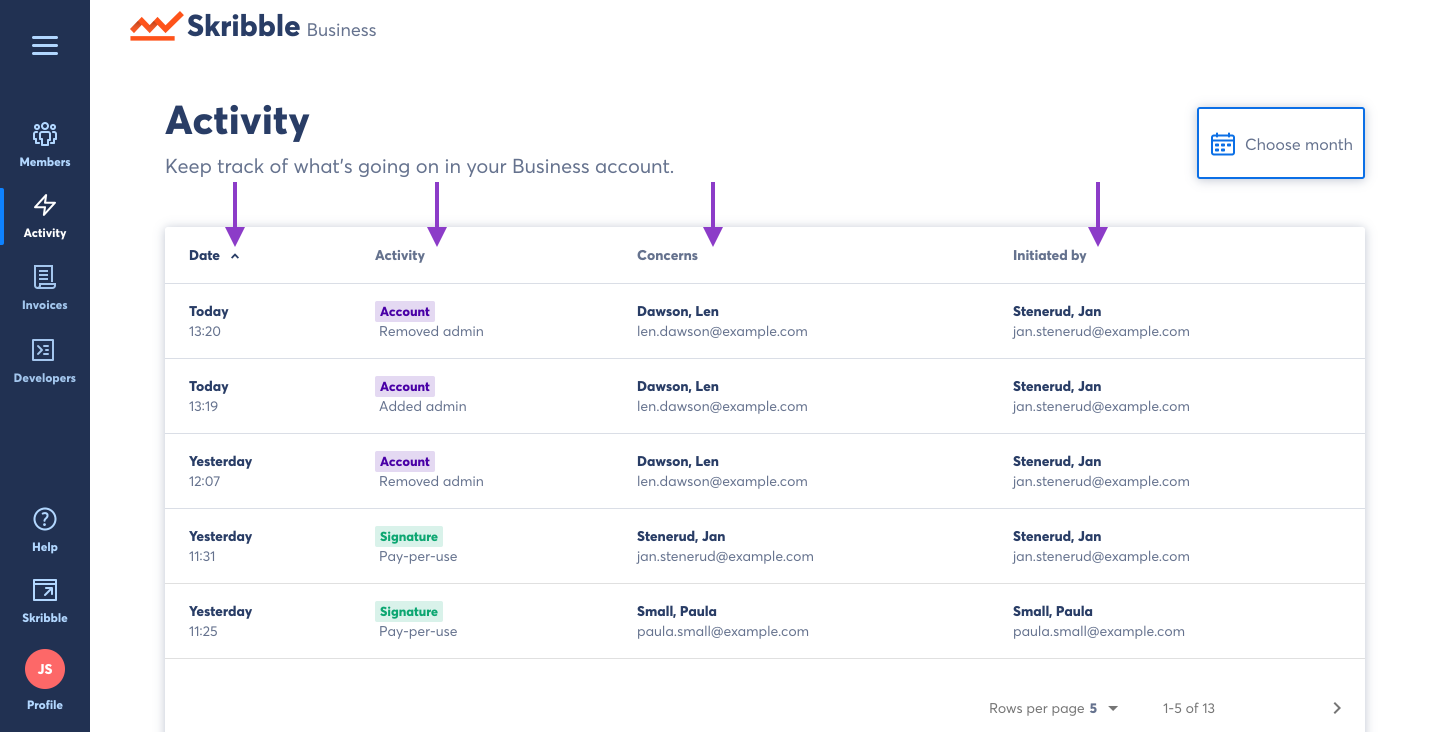 Skribble Business
Members
Activity
Invoices
Developers
Help
Skribble
JS
Profile
Activity
Keep track of what's going on in your Business account.
Choose month
Date Activity Concerns Initiated by
Today Account Dawson, Len Stenerud, Jan
13:20 Removed admin len.dawson@example.com jan.stenerud@example.com
Today Account Dawson, Len Stenerud, Jan
13:19 Added admin len.dawson@example.com jan.stenerud@example.com
Yesterday Account Dawson, Len Stenerud, Jan
12:07 Removed admin len.dawson@example.com jan.stenerud@example.com
Yesterday Signature Stenerud, Jan Stenerud, Jan
11:31 Pay-per-use jan.stenerud@example.com jan.stenerud@example.com
Yesterday Signature Small, Paula Small, Paula
11:25 Pay-per-use paula.small@example.com paula.small@example.com
Rows per page 5 1-5 of 13